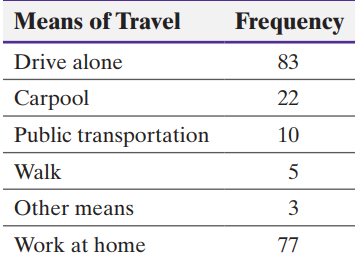 Means of Travel Frequency
Drive alone 83
Carpool 22
Public transportation 10
Walk 5
Other means 3
Work at home 77